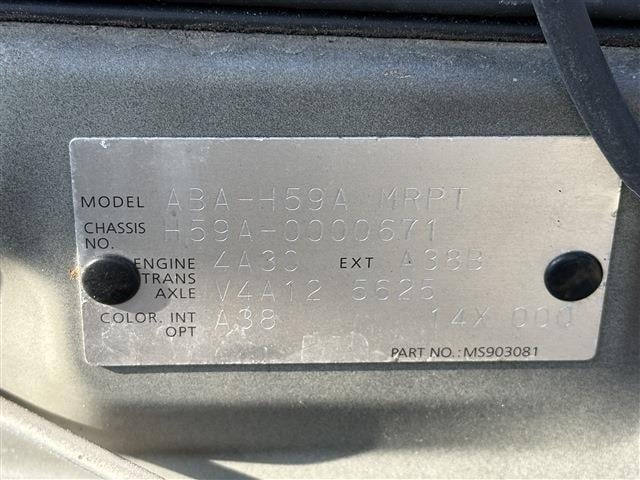 MODEL ABA-H59A MRPT
CHASSIS NO. H59A-0000671
ENGINE 4A30 EXT A38B
TRANS AXLE V4A12 5625
COLOR, INT OPT A38 14X 000
PART NO.: MS903081